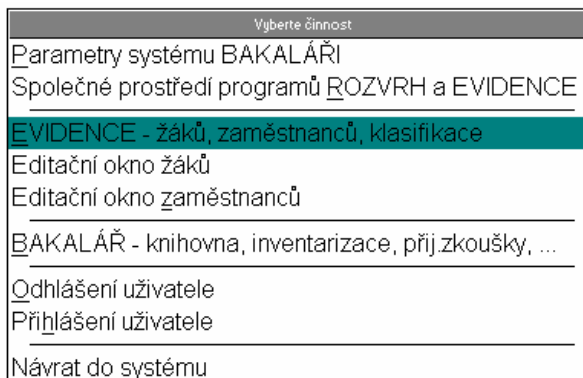 Vyberte činnost
Parametry systému BAKALÁŘI
Společné prostředí programů ROZVRH a EVIDENCE
EVIDENCE - žáků, zaměstnanců, klasifikace
Editační okno žáků
Editační okno zaměstnanců
BAKALÁŘ - knihovna, inventarizace, přij.zkoušky, ...
Odhlášení uživatele
Přihlášení uživatele
Návrat do systému